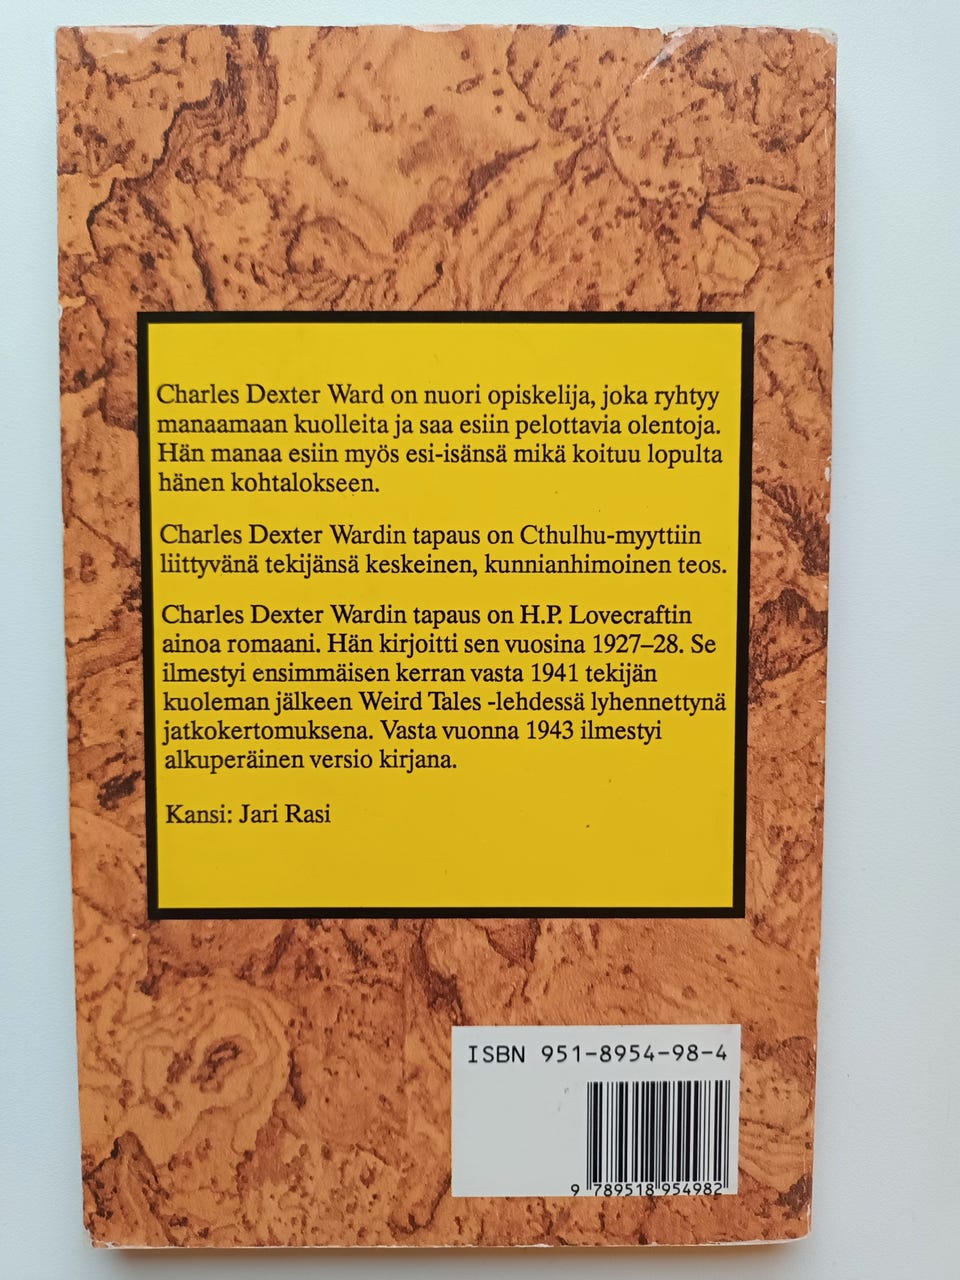 Charles Dexter Ward on nuori opiskelija, joka ryhtyy
manaamaan kuolleita ja saa esiin pelottavia olentoja.
Hän manaa esiin myös esi-isänsä mikä koituu lopulta
hänen kohtalokseen.
Charles Dexter Wardin tapaus on Cthulhu-myyttiin
liittyvänä tekijänsä keskeinen, kunnianhimoinen teos.
Charles Dexter Wardin tapaus on H.P. Lovecraftin
ainoa romaani. Hän kirjoitti sen vuosina 1927–28. Se
ilmestyi ensimmäisen kerran vasta 1941 tekijän
kuoleman jälkeen Weird Tales -lehdessä lyhennettynä
jatkokertomuksena. Vasta vuonna 1943 ilmestyi
alkuperäinen versio kirjana.
Kansi: Jari Rasi
ISBN 951-8954-98-4
9 789518 954982